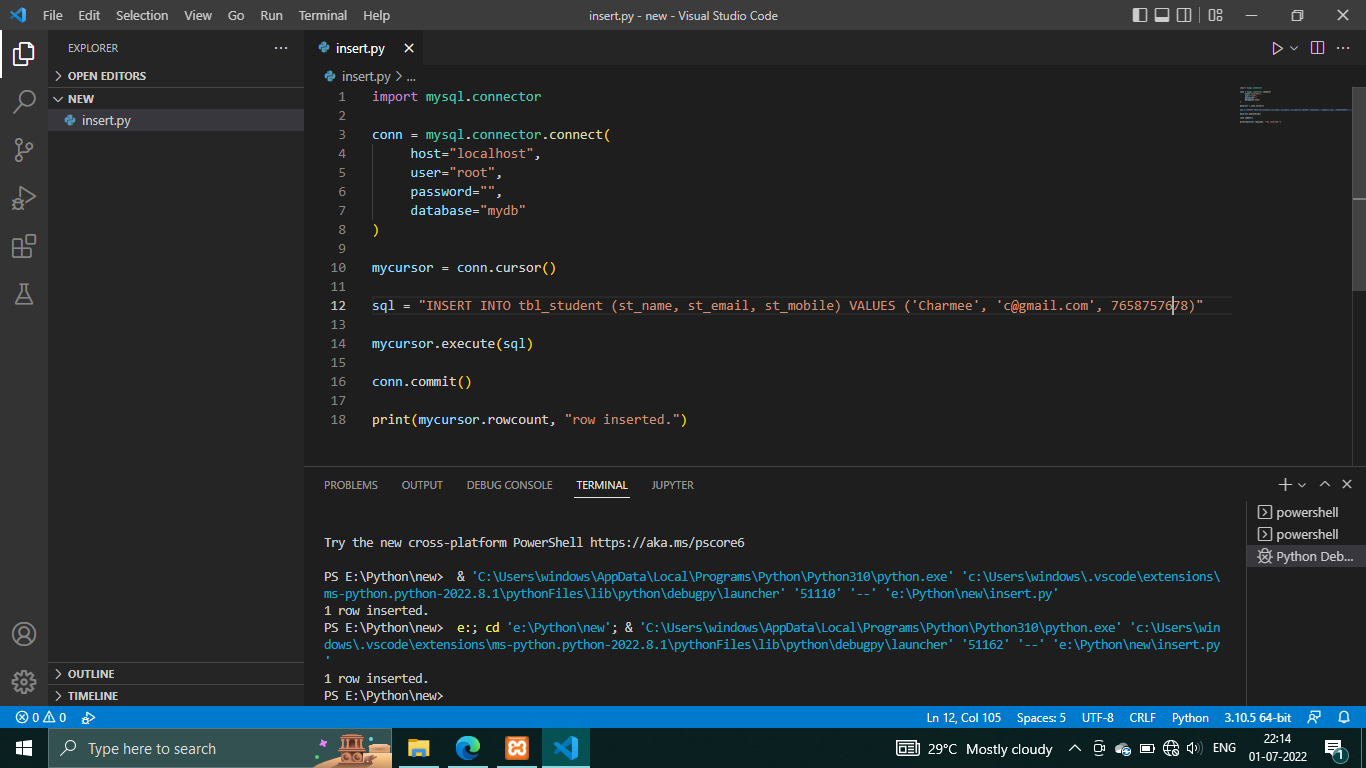 File Edit Selection View Go Run Terminal Help
insert.py - new - Visual Studio Code
EXPLORER
OPEN EDITORS
NEW
insert.py
OUTLINE
TIMELINE
insert.py
insert.py > ...
1 import mysql.connector
2
3 conn = mysql.connector.connect(
4 host="localhost",
5 user="root",
6 password="",
7 database="mydb"
8 )
9
10 mycursor = conn.cursor()
11
12 sql = "INSERT INTO tbl_student (st_name, st_email, st_mobile) VALUES ('Charmee', 'c@gmail.com', 7658757678)"
13
14 mycursor.execute(sql)
15
16 conn.commit()
17
18 print(mycursor.rowcount, "row inserted.")
PROBLEMS OUTPUT DEBUG CONSOLE TERMINAL JUPYTER
Try the new cross-platform PowerShell https://aka.ms/pscore6
PS E:\Python\new>  & 'C:\Users\windows\AppData\Local\Programs\Python\Python310\python.exe' 'c:\Users\windows\.vscode\extensions\
ms-python.python-2022.8.1\pythonFiles\lib\python\debugpy\launcher' '51110' '--' 'e:\Python\new\insert.py'
1 row inserted.
PS E:\Python\new>  e:; cd 'e:\Python\new'; & 'C:\Users\windows\AppData\Local\Programs\Python\Python310\python.exe' 'c:\Users\win
dows\.vscode\extensions\ms-python.python-2022.8.1\pythonFiles\lib\python\debugpy\launcher' '51162' '--' 'e:\Python\new\insert.py
'
1 row inserted.
PS E:\Python\new>
powershell
powershell
Python Deb...
0 0
Ln 12, Col 105 Spaces: 5 UTF-8 CRLF Python 3.10.5 64-bit
Type here to search
29°C Mostly cloudy
ENG
22:14
01-07-2022
1